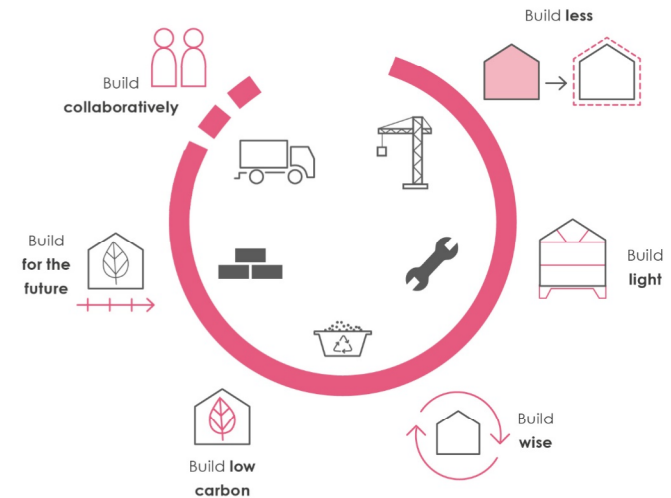 Build less
Build
light
Build
wise
Build low
carbon
Build
for the
future
Build
collaboratively